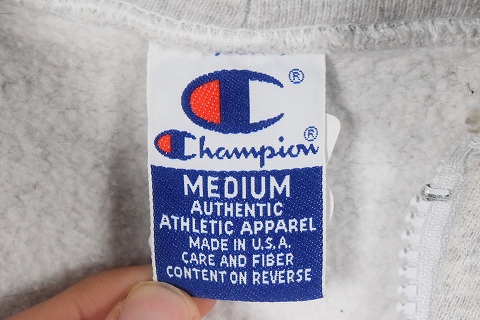 ®
Champion®
MEDIUM
AUTHENTIC
ATHLETIC APPAREL
MADE IN U.S.A.
CARE AND FIBER
CONTENT ON REVERSE